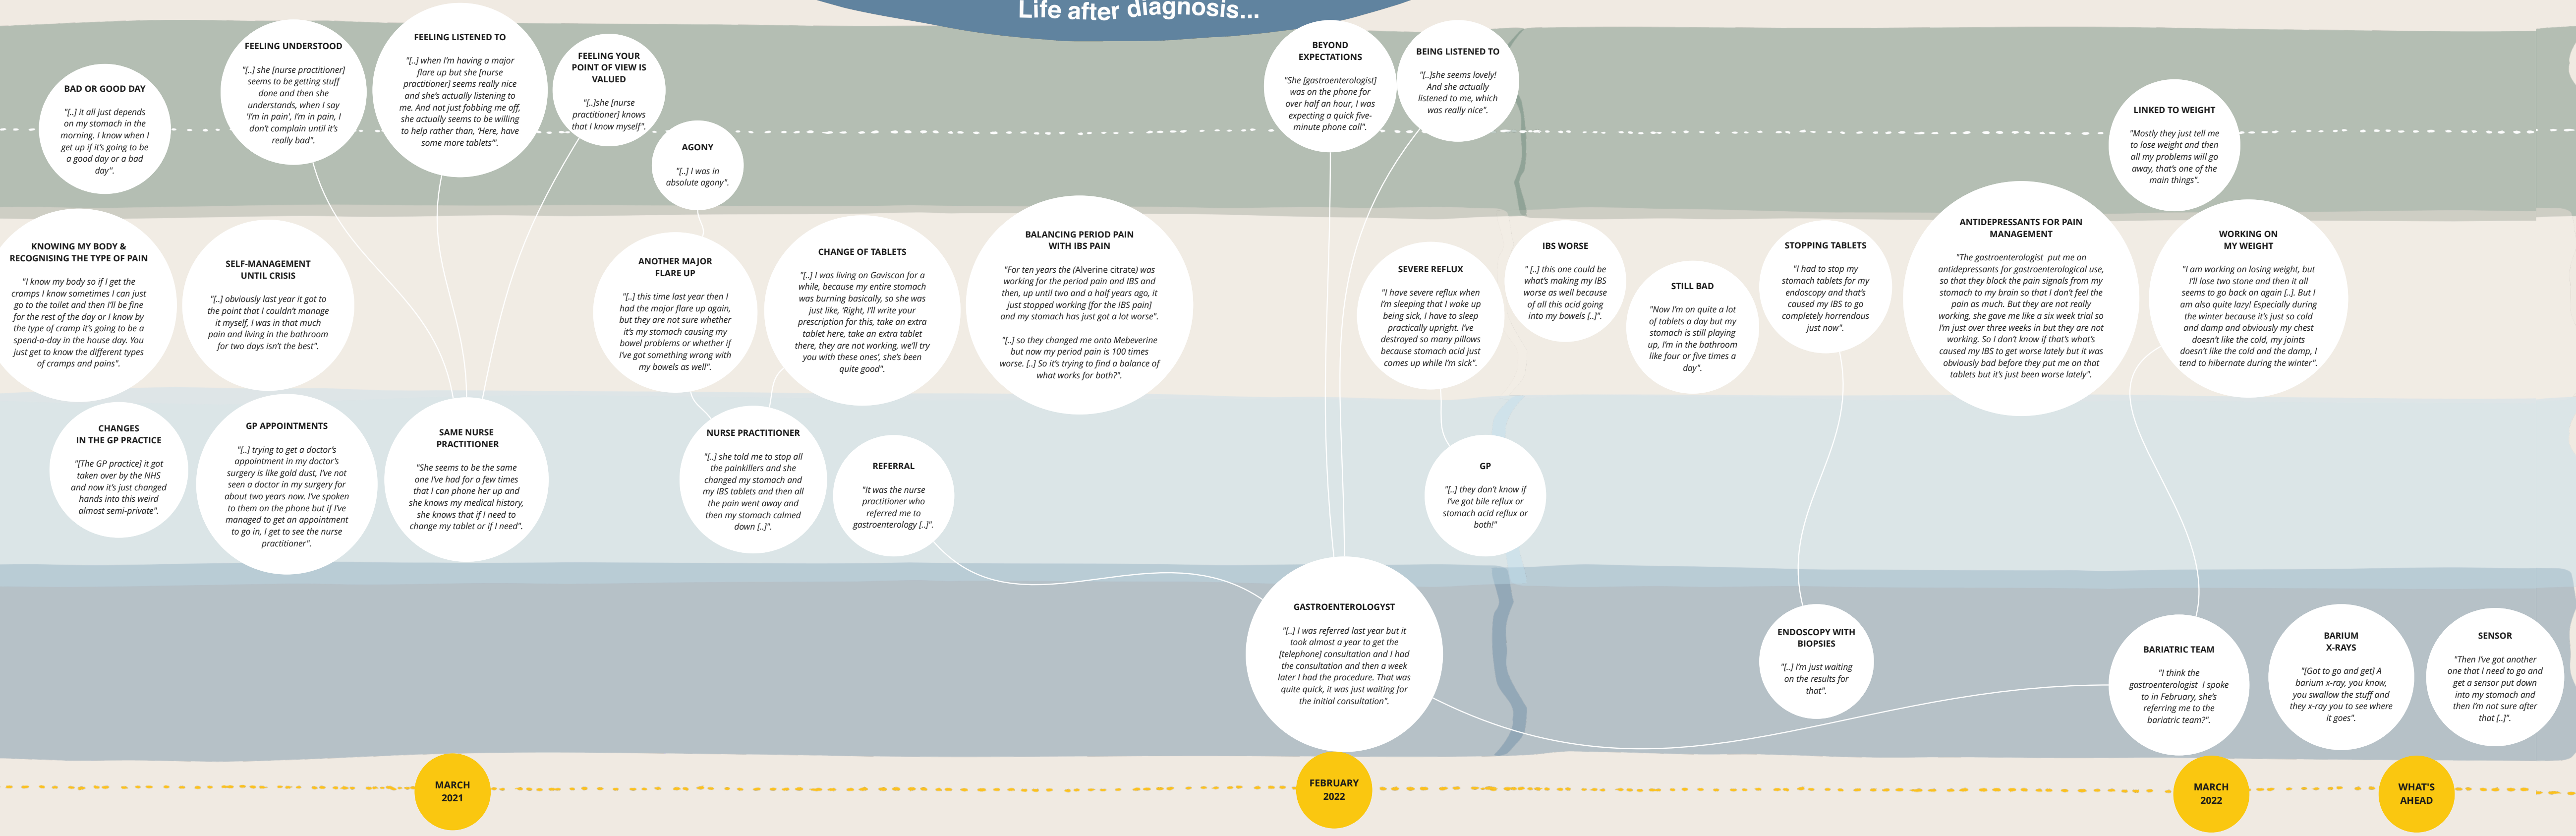 Life after diagnosis...
BAD OR GOOD DAY
"[..] it all just depends
on my stomach in the
morning. I know when I
get up if it's going to be
a good day or a bad
day".
FEELING UNDERSTOOD
"[..] she [nurse practitioner]
seems to be getting stuff
done and then she
understands, when I say
'I'm in pain', I'm in pain, I
don't complain until it's
really bad".
FEELING LISTENED TO
"[..] when I'm having a major
flare up but she [nurse
practitioner] seems really nice
and she's actually listening to
me. And not just fobbing me off,
she actually seems to be willing
to help rather than, 'Here, have
some more tablets'".
FEELING YOUR
POINT OF VIEW IS
VALUED
"[..]she [nurse
practitioner] knows
that I know myself".
AGONY
"[..] I was in
absolute agony".
BEYOND
EXPECTATIONS
"She [gastroenterologist]
was on the phone for
over half an hour, I was
expecting a quick five-
minute phone call".
BEING LISTENED TO
"[..]she seems lovely!
And she actually
listened to me, which
was really nice".
LINKED TO WEIGHT
"Mostly they just tell me
to lose weight and then
all my problems will go
away, that's one of the
main things".
KNOWING MY BODY &
RECOGNISING THE TYPE OF PAIN
"I know my body so if I get the
cramps I know sometimes I can just
go to the toilet and then I'll be fine
for the rest of the day or I know by
the type of cramp it's going to be a
spend-a-day in the house day. You
just get to know the different types
of cramps and pains".
SELF-MANAGEMENT
UNTIL CRISIS
"[..] obviously last year it got to
the point that I couldn't manage
it myself, I was in that much
pain and living in the bathroom
for two days isn't the best".
ANOTHER MAJOR
FLARE UP
"[..] this time last year then I
had the major flare up again,
but they are not sure whether
it's my stomach causing my
bowel problems or whether if
I've got something wrong with
my bowels as well".
CHANGE OF TABLETS
"[..] I was living on Gaviscon for a
while, because my entire stomach
was burning basically, so she was
just like, 'Right, I'll write your
prescription for this, take an extra
tablet here, take an extra tablet
there, they are not working, we'll try
you with these ones', she's been
quite good".
BALANCING PERIOD PAIN
WITH IBS PAIN
"For ten years the (Alverine citrate) was
working for the period pain and IBS and
then, up until two and a half years ago, it
just stopped working [for the IBS pain]
and my stomach has just got a lot worse".
"[..] so they changed me onto Mebeverine
but now my period pain is 100 times
worse. [..] So it's trying to find a balance of
what works for both?".
SEVERE REFLUX
"I have severe reflux when
I'm sleeping that I wake up
being sick, I have to sleep
practically upright. I've
destroyed so many pillows
because stomach acid just
comes up while I'm sick".
IBS WORSE
" [..] this one could be
what's making my IBS
worse as well because
of all this acid going
into my bowels [..]".
STILL BAD
"Now I'm on quite a lot
of tablets a day but my
stomach is still playing
up, I'm in the bathroom
like four or five times a
day".
STOPPING TABLETS
"I had to stop my
stomach tablets for my
endoscopy and that's
caused my IBS to go
completely horrendous
just now".
ANTIDEPRESSANTS FOR PAIN
MANAGEMENT
"The gastroenterologist put me on
antidepressants for gastroenterological use,
so that they block the pain signals from my
stomach to my brain so that I don't feel the
pain as much. But they are not really
working, she gave me like a six week trial so
I'm just over three weeks in but they are not
working. So I don't know if that's what's
caused my IBS to get worse lately but it was
obviously bad before they put me on that
tablets but it's just been worse lately".
WORKING ON
MY WEIGHT
"I am working on losing weight, but
I'll lose two stone and then it all
seems to go back on again [..]. But I
am also quite lazy! Especially during
the winter because it's just so cold
and damp and obviously my chest
doesn't like the cold, my joints
doesn't like the cold and the damp, I
tend to hibernate during the winter".
CHANGES
IN THE GP PRACTICE
"[The GP practice] it got
taken over by the NHS
and now it's just changed
hands into this weird
almost semi-private".
GP APPOINTMENTS
"[..] trying to get a doctor's
appointment in my doctor's
surgery is like gold dust, I've not
seen a doctor in my surgery for
about two years now. I've spoken
to them on the phone but if I've
managed to get an appointment
to go in, I get to see the nurse
practitioner".
SAME NURSE
PRACTITIONER
"She seems to be the same
one I've had for a few times
that I can phone her up and
she knows my medical history,
she knows that if I need to
change my tablet or if I need".
NURSE PRACTITIONER
"[..] she told me to stop all
the painkillers and she
changed my stomach and
my IBS tablets and then all
the pain went away and
then my stomach calmed
down [..]".
REFERRAL
"It was the nurse
practitioner who
referred me to
gastroenterology [..]".
GP
"[..] they don't know if
I've got bile reflux or
stomach acid reflux or
both!"
GASTROENTEROLOGYST
"[..] I was referred last year but it
took almost a year to get the
[telephone] consultation and I had
the consultation and then a week
later I had the procedure. That was
quite quick, it was just waiting for
the initial consultation".
ENDOSCOPY WITH
BIOPSIES
"[..] I'm just waiting
on the results for
that".
BARIATRIC TEAM
"I think the
gastroenterologist I spoke
to in February, she's
referring me to the
bariatric team?".
BARIUM
X-RAYS
"[Got to go and get] A
barium x-ray, you know,
you swallow the stuff and
they x-ray you to see where
it goes".
SENSOR
"Then I've got another
one that I need to go and
get a sensor put down
into my stomach and
then I'm not sure after
that [..]".
MARCH
2021
FEBRUARY
2022
MARCH
2022
WHAT'S
AHEAD